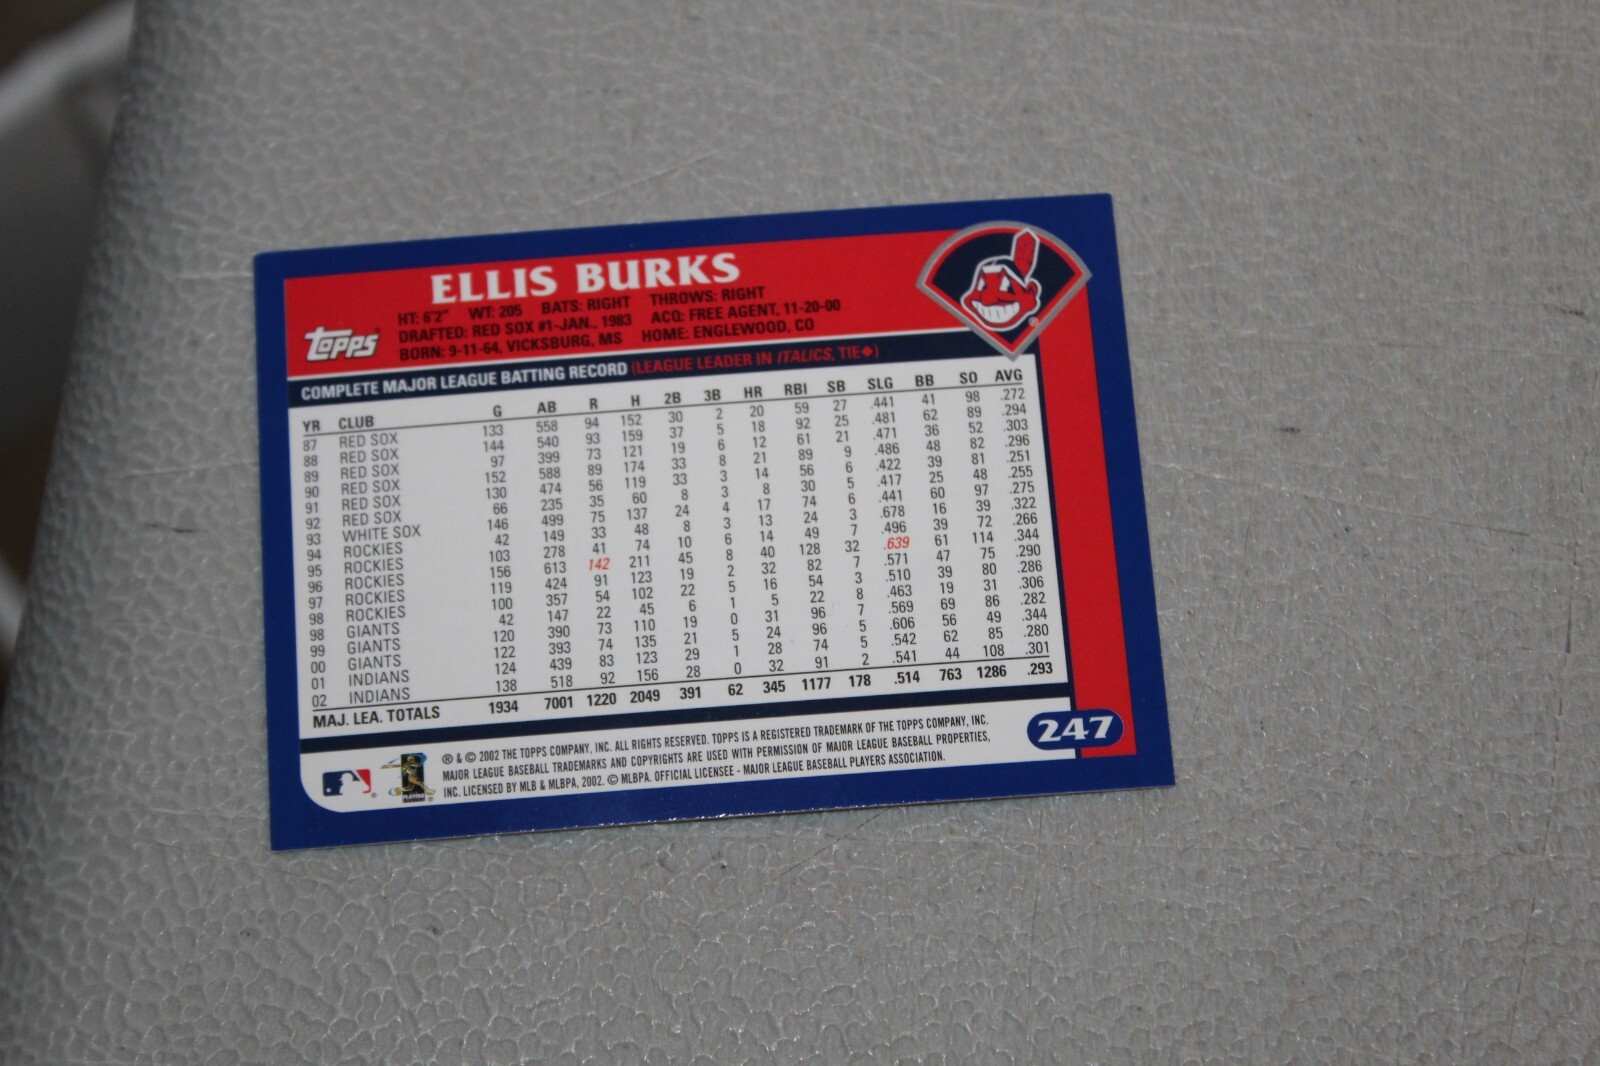 ELLIS BURKS
HT: 6'2" WT: 205 BATS: RIGHT THROWS: RIGHT
DRAFTED: RED SOX #1-JAN., 1983 ACQ: FREE AGENT, 11-20-00
BORN: 9-11-64, VICKSBURG, MS HOME: ENGLEWOOD, CO
Topps
COMPLETE MAJOR LEAGUE BATTING RECORD (LEAGUE LEADER IN ITALICS, TIE◆)
YR CLUB G AB R H 2B 3B HR RBI SB SLG BB SO AVG
87 RED SOX 133 558 94 152 30 2 20 59 27 .441 41 98 .272
88 RED SOX 144 540 93 159 37 5 18 92 25 .481 62 89 .294
89 RED SOX 97 399 73 121 19 6 12 61 21 .471 36 52 .303
90 RED SOX 152 588 89 174 33 8 21 89 9 .486 48 82 .296
91 RED SOX 130 474 56 119 33 3 14 56 6 .422 39 81 .251
92 RED SOX 66 235 35 60 8 3 8 30 5 .417 25 48 .255
93 WHITE SOX 146 499 75 137 24 4 17 74 6 .441 60 97 .275
94 ROCKIES 42 149 33 48 8 3 13 24 3 .678 16 39 .322
95 ROCKIES 103 278 41 74 10 6 14 49 7 .496 39 72 .266
96 ROCKIES 156 613 142 211 45 8 40 128 32 .639 61 114 .344
97 ROCKIES 119 424 91 123 19 2 32 82 7 .571 47 75 .290
98 ROCKIES 100 357 54 102 22 5 16 54 3 .510 39 80 .286
98 GIANTS 42 147 22 45 6 1 5 22 8 .463 19 31 .306
99 GIANTS 120 390 73 110 19 0 31 96 7 .569 69 86 .282
00 GIANTS 122 393 74 135 21 5 24 96 5 .606 56 49 .344
01 INDIANS 124 439 83 123 29 1 28 74 5 .542 62 85 .280
02 INDIANS 138 518 92 156 28 0 32 91 2 .541 44 108 .301
MAJ. LEA. TOTALS 1934 7001 1220 2049 391 62 345 1177 178 .514 763 1286 .293
247
® & © 2002 THE TOPPS COMPANY, INC. ALL RIGHTS RESERVED. TOPPS IS A REGISTERED TRADEMARK OF THE TOPPS COMPANY, INC.
MAJOR LEAGUE BASEBALL TRADEMARKS AND COPYRIGHTS ARE USED WITH PERMISSION OF MAJOR LEAGUE BASEBALL PROPERTIES,
INC. LICENSED BY MLB & MLBPA, 2002. © MLBPA. OFFICIAL LICENSEE - MAJOR LEAGUE BASEBALL PLAYERS ASSOCIATION.